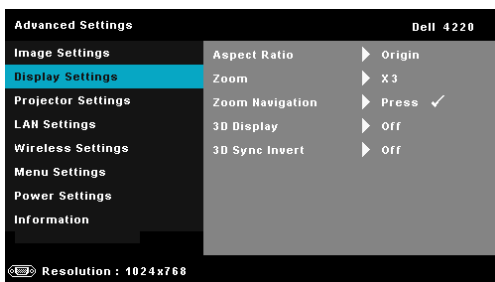 Advanced Settings Dell 4220
Image Settings
Display Settings
Projector Settings
LAN Settings
Wireless Settings
Menu Settings
Power Settings
Information
Aspect Ratio Origin
Zoom X3
Zoom Navigation Press ✓
3D Display Off
3D Sync Invert Off
Resolution : 1024x768